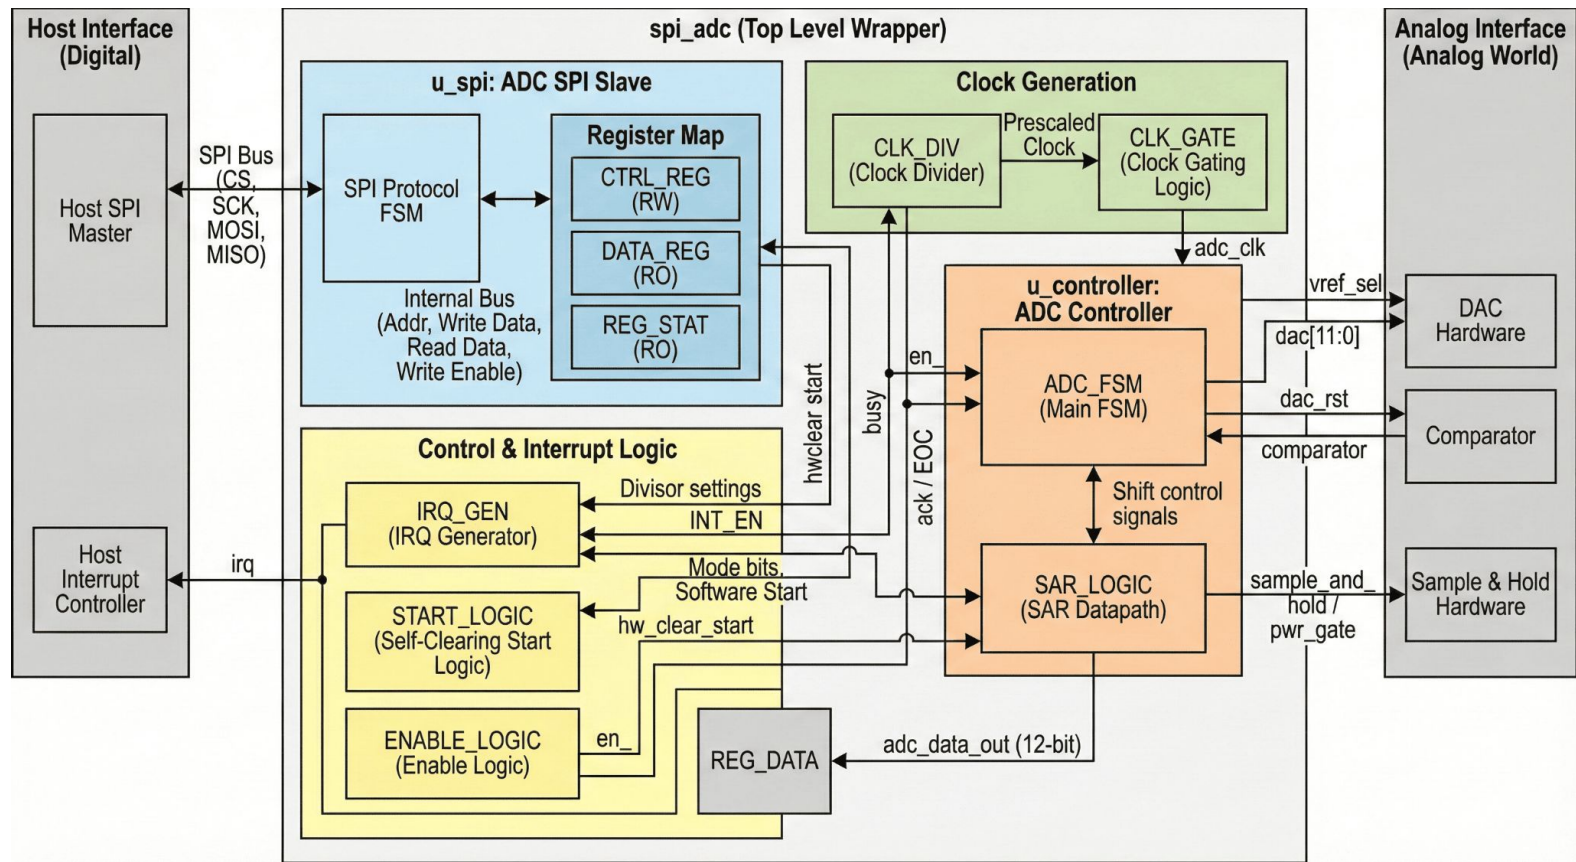 Host Interface
(Digital)
Host SPI
Master
Host
Interrupt
Controller
SPI Bus
(CS,
SCK,
MOSI,
MISO)
irq
spi_adc (Top Level Wrapper)
u_spi: ADC SPI Slave
SPI Protocol
FSM
Internal Bus
(Addr, Write Data,
Read Data,
Write Enable)
Register Map
CTRL_REG
(RW)
DATA_REG
(RO)
REG_STAT
(RO)
Clock Generation
CLK_DIV
(Clock Divider)
Prescaled
Clock
CLK_GATE
(Clock Gating
Logic)
adc_clk
hwclear start
busy
ack / EOC
en_
u_controller:
ADC Controller
ADC_FSM
(Main FSM)
Shift control
signals
SAR_LOGIC
(SAR Datapath)
Control & Interrupt Logic
IRQ_GEN
(IRQ Generator)
Divisor settings
INT_EN
Mode bits,
Software Start
START_LOGIC
(Self-Clearing Start
Logic)
hw_clear_start
ENABLE_LOGIC
(Enable Logic)
en_
REG_DATA
adc_data_out (12-bit)
vref_sel
dac[11:0]
dac_rst
comparator
sample_and_
hold /
pwr_gate
Analog Interface
(Analog World)
DAC
Hardware
Comparator
Sample & Hold
Hardware